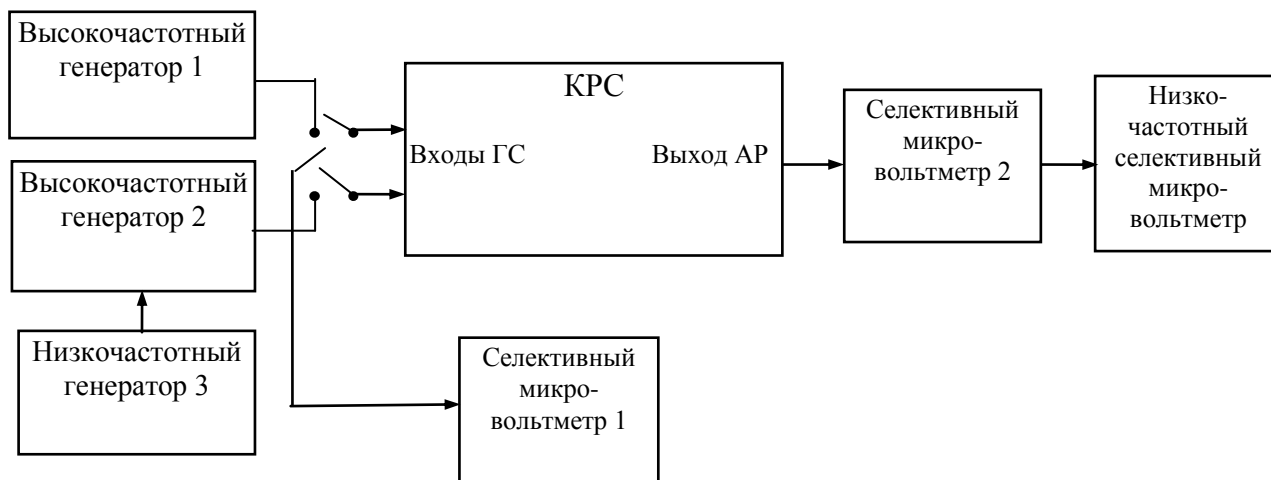 Высокочастотный
генератор 1
Высокочастотный
генератор 2
Низкочастотный
генератор 3
КРС
Входы ГС
Выход АР
Селективный
микро-
вольтметр 1
Селективный
микро-
вольтметр 2
Низко-
частотный
селективный
микро-
вольтметр